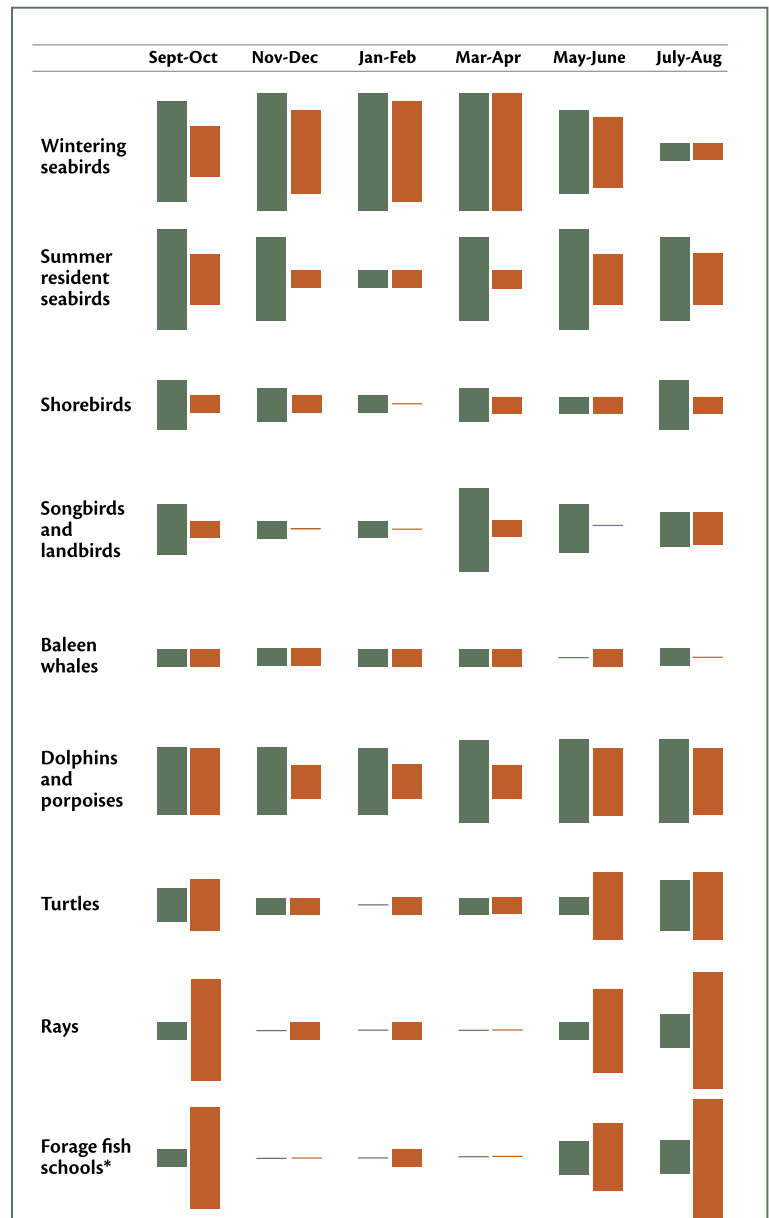 Sept-Oct Nov-Dec Jan-Feb Mar-Apr May-June July-Aug
Wintering
seabirds
Summer
resident
seabirds
Shorebirds
Songbirds
and
landbirds
Baleen
whales
Dolphins
and
porpoises
Turtles
Rays
Forage fish
schools*